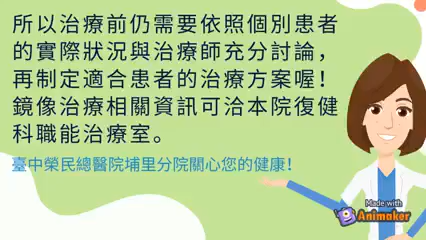 所以治療前仍需要依照個別患者
的實際狀況與治療師充分討論，
再制定適合患者的治療方案喔！
鏡像治療相關資訊可洽本院復健
科職能治療室。
臺中榮民總醫院埔里分院關心您的健康！
Made with
Animaker